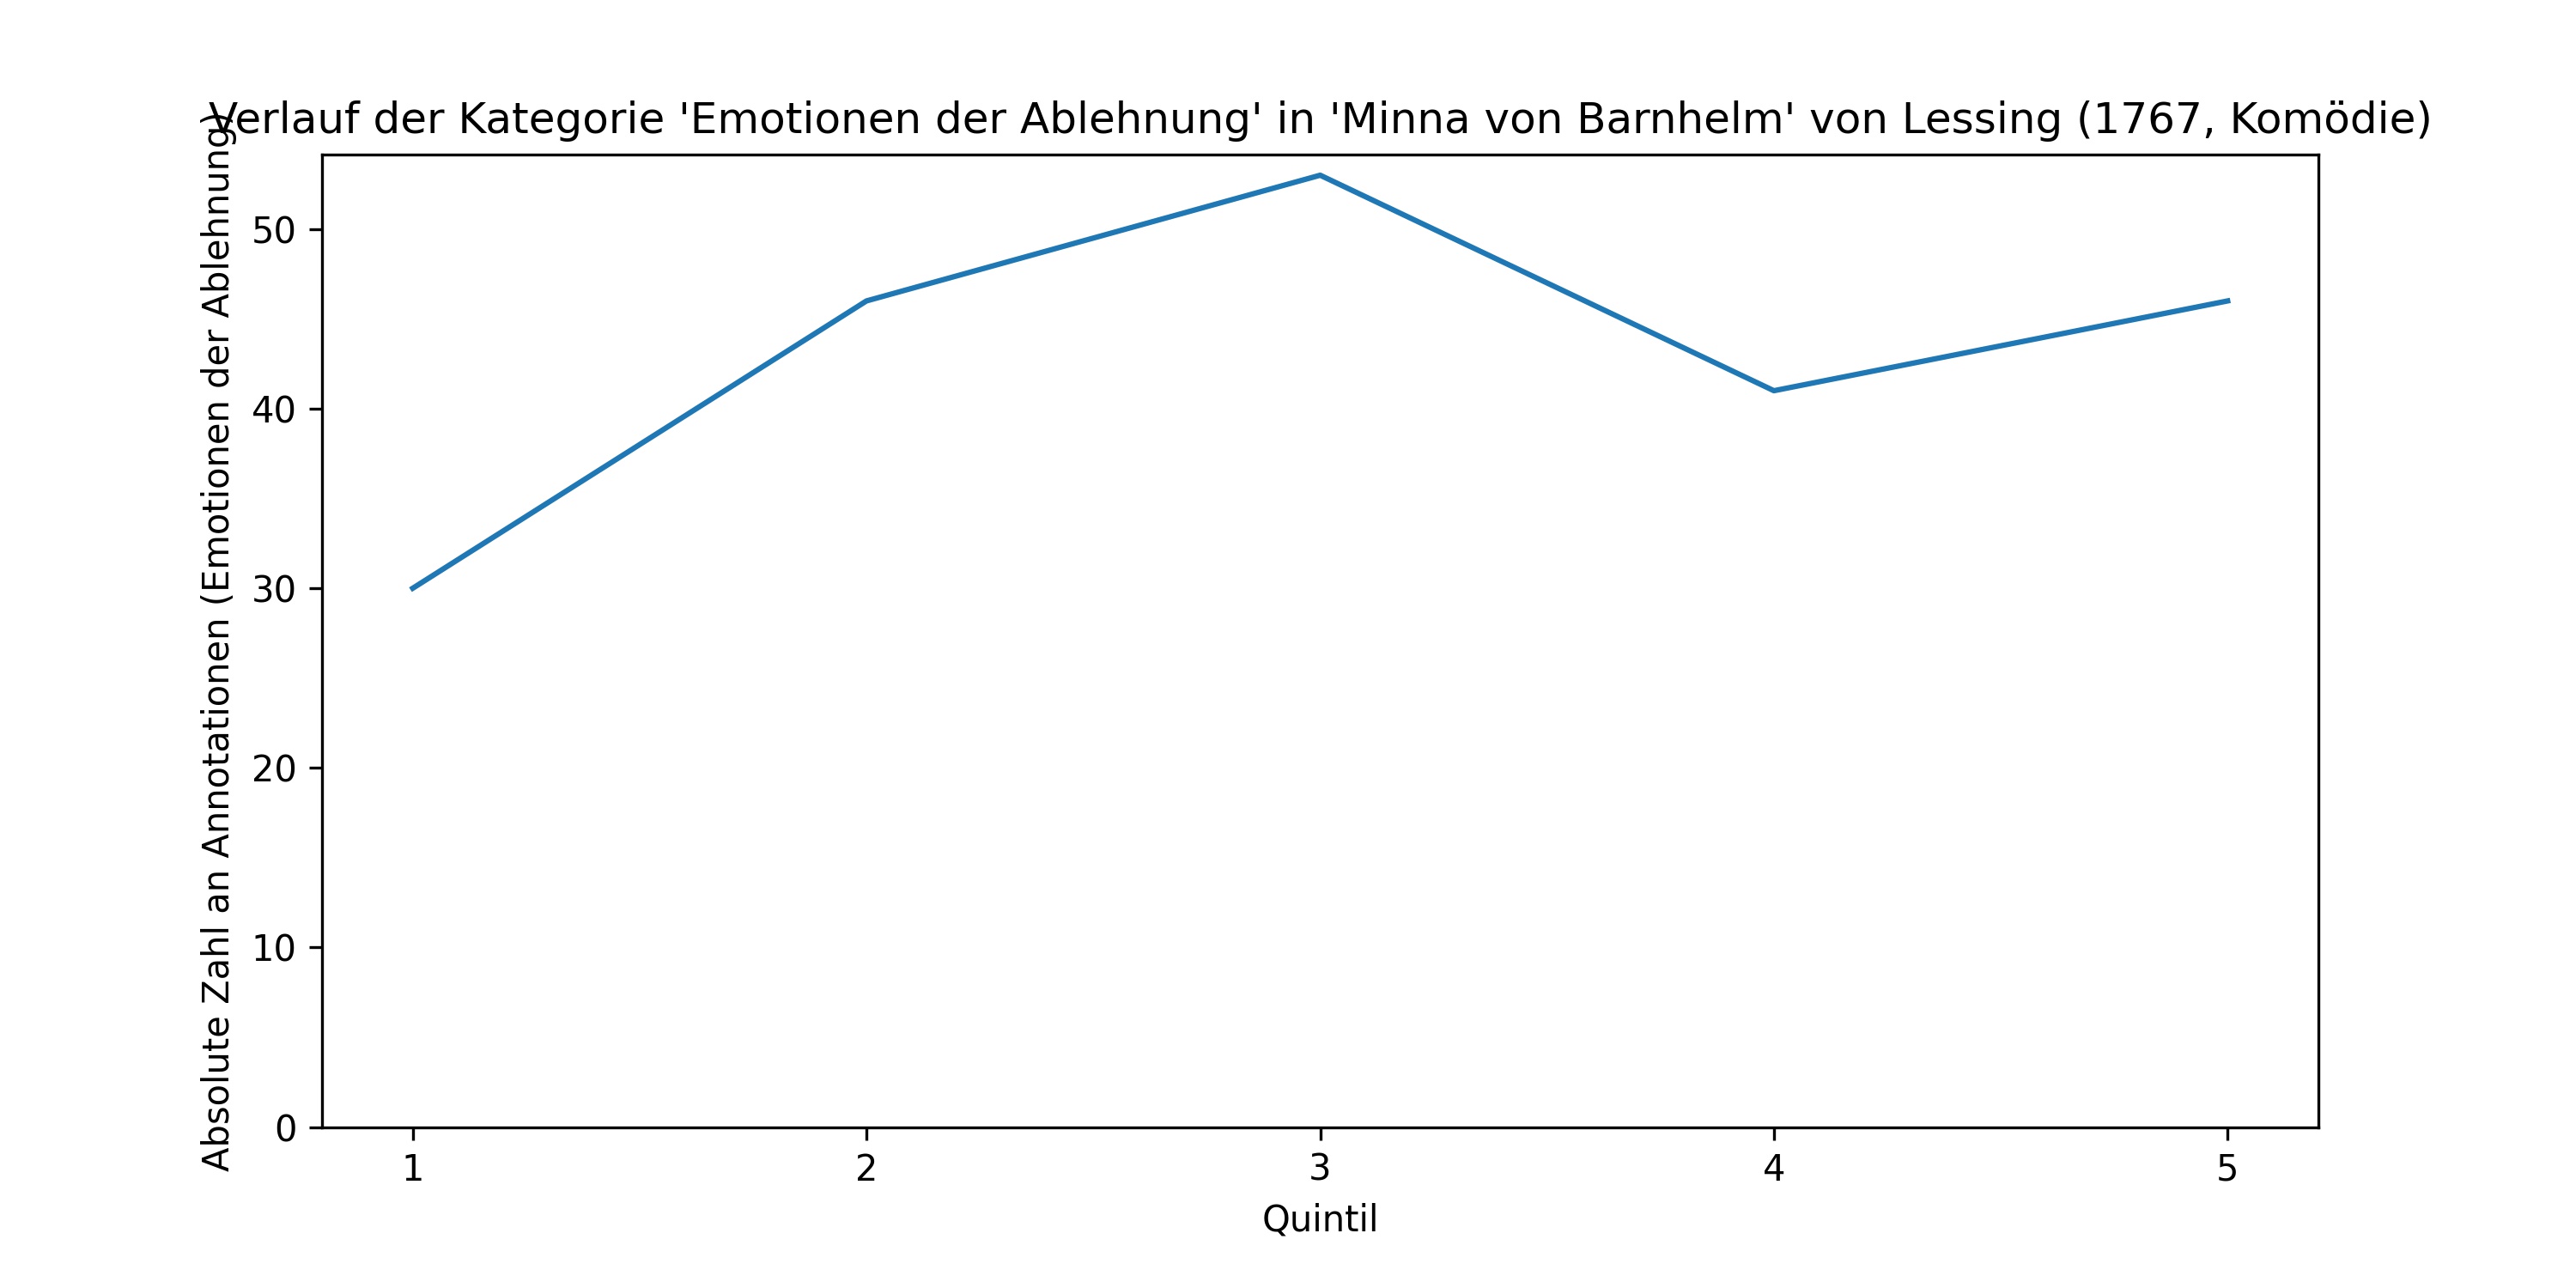 Verlauf der Kategorie 'Emotionen der Ablehnung' in 'Minna von Barnhelm' von Lessing (1767, Komödie)
Absolute Zahl an Annotationen (Emotionen der Ablehnung)
50
40
30
20
10
0
1 2 3 4 5
Quintil